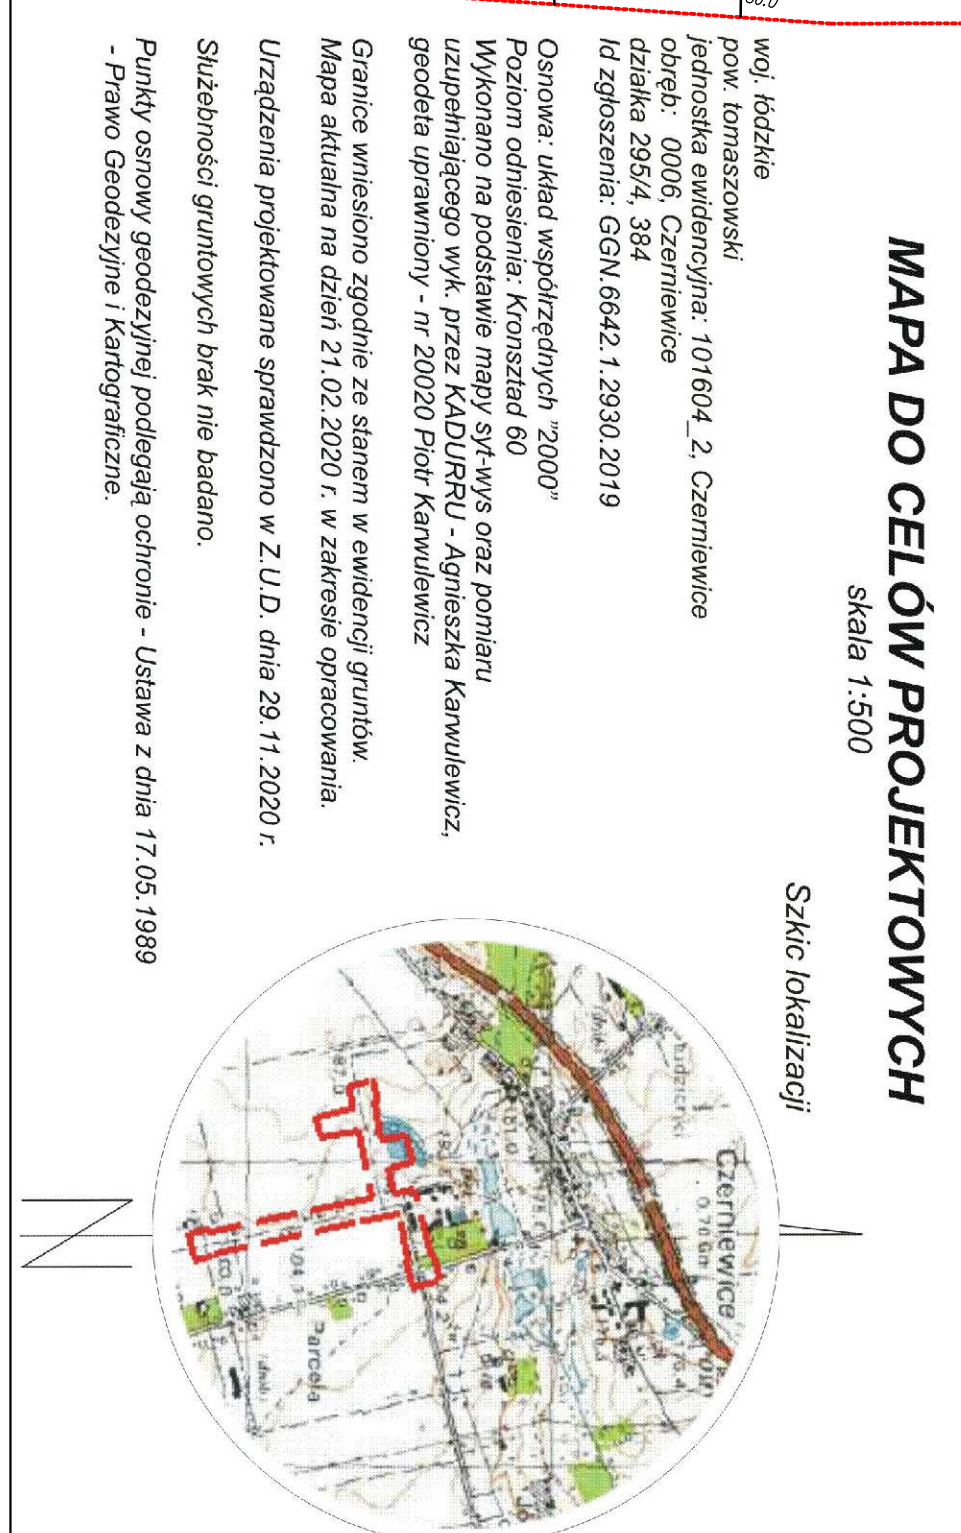 MAPA DO CELÓW PROJEKTOWYCH
skala 1:500
Szkic lokalizacji
woj. łódzkie
pow. tomaszowski
jednostka ewidencyjna: 101604_2, Czerniewice
obręb: 0006, Czerniewice
działka 295/4, 384
Id zgłoszenia: GGN.6642.1.2930.2019
Osnowa: układ współrzędnych "2000"
Poziom odniesienia: Kronsztad 60
Wykonano na podstawie mapy syt-wys oraz pomiaru
uzupełniającego wyk. przez KADURRU - Agnieszka Karwulewicz,
geodeta uprawniony - nr 20020 Piotr Karwulewicz
Granice wniesiono zgodnie ze stanem w ewidencji gruntów.
Mapa aktualna na dzień 21.02.2020 r. w zakresie opracowania.
Urządzenia projektowane sprawdzono w Z.U.D. dnia 29.11.2020 r.
Służebności gruntowych brak nie badano.
Punkty osnowy geodezyjnej podlegają ochronie - Ustawa z dnia 17.05.1989
- Prawo Geodezyjne i Kartograficzne.
Czerniewice
Parcela
N